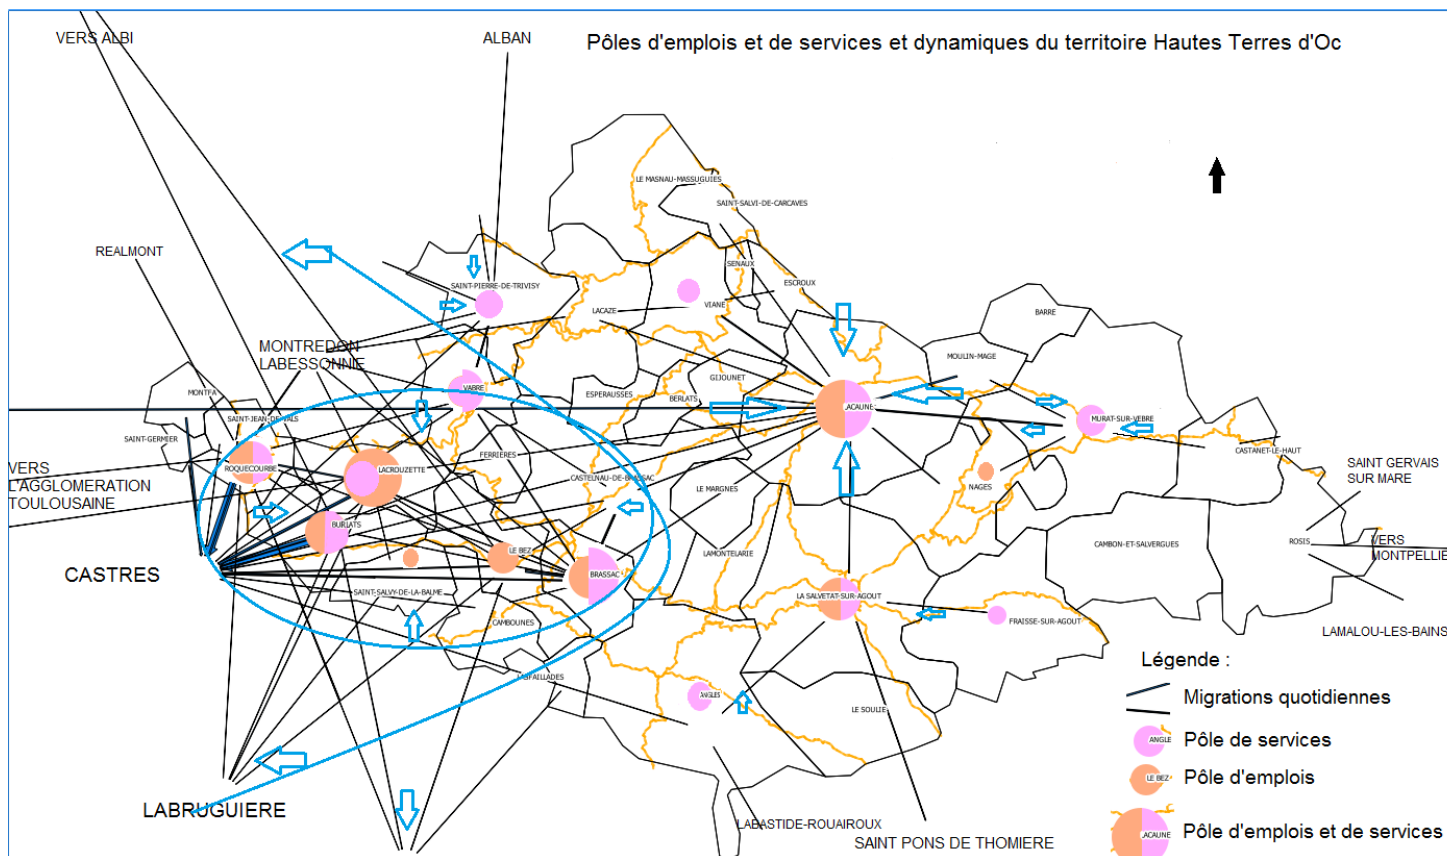 VERS ALBI
ALBAN
Pôles d'emplois et de services et dynamiques du territoire Hautes Terres d'Oc
LE MASNAU-MASSUGUIES
SAINT-SALVI-DE-CARCAVES
REALMONT
SENAUX
ESCROUX
SAINT-PIERRE-DE-TRIVISY
VIANE
LACAZE
BARRE
MONTREDON
LABESSONNIE
MOULIN-MAGE
GIJOUNET
VABRE
MONTFA
ESPERAUSSES
BERLATS
LACAUNE
SAINT-JEAN-DE-VALS
MURAT-SUR-VEBRE
SAINT-GERMIER
CASTANET-LE-HAUT
FERRIERES
VERS
L'AGGLOMERATION
TOULOUSAINE
ROQUECOURBE
LACROUZETTE
CASTELNAU-DE-BRASSAC
SAINT GERVAIS
SUR MARE
LE MARGNES
NAGES
BURLATS
ROSIS
VERS
MONTPELLIE
LE BEZ
LAMONTELARIE
CAMBON-ET-SALVERGUES
CASTRES
BRASSAC
SAINT-SALVY-DE-LA-BALME
LA SALVETAT-SUR-AGOUT
FRAISSE-SUR-AGOUT
CAMBOUNES
LAMALOU-LES-BAINS
LASFAILLADES
ANGLES
LE SOULIE
Légende :
Migrations quotidiennes
ANGLE
Pôle de services
LE BEZ
Pôle d'emplois
LACAUNE
Pôle d'emplois et de services
LABRUGUIERE
LABASTIDE-ROUAIROUX
SAINT PONS DE THOMIERE